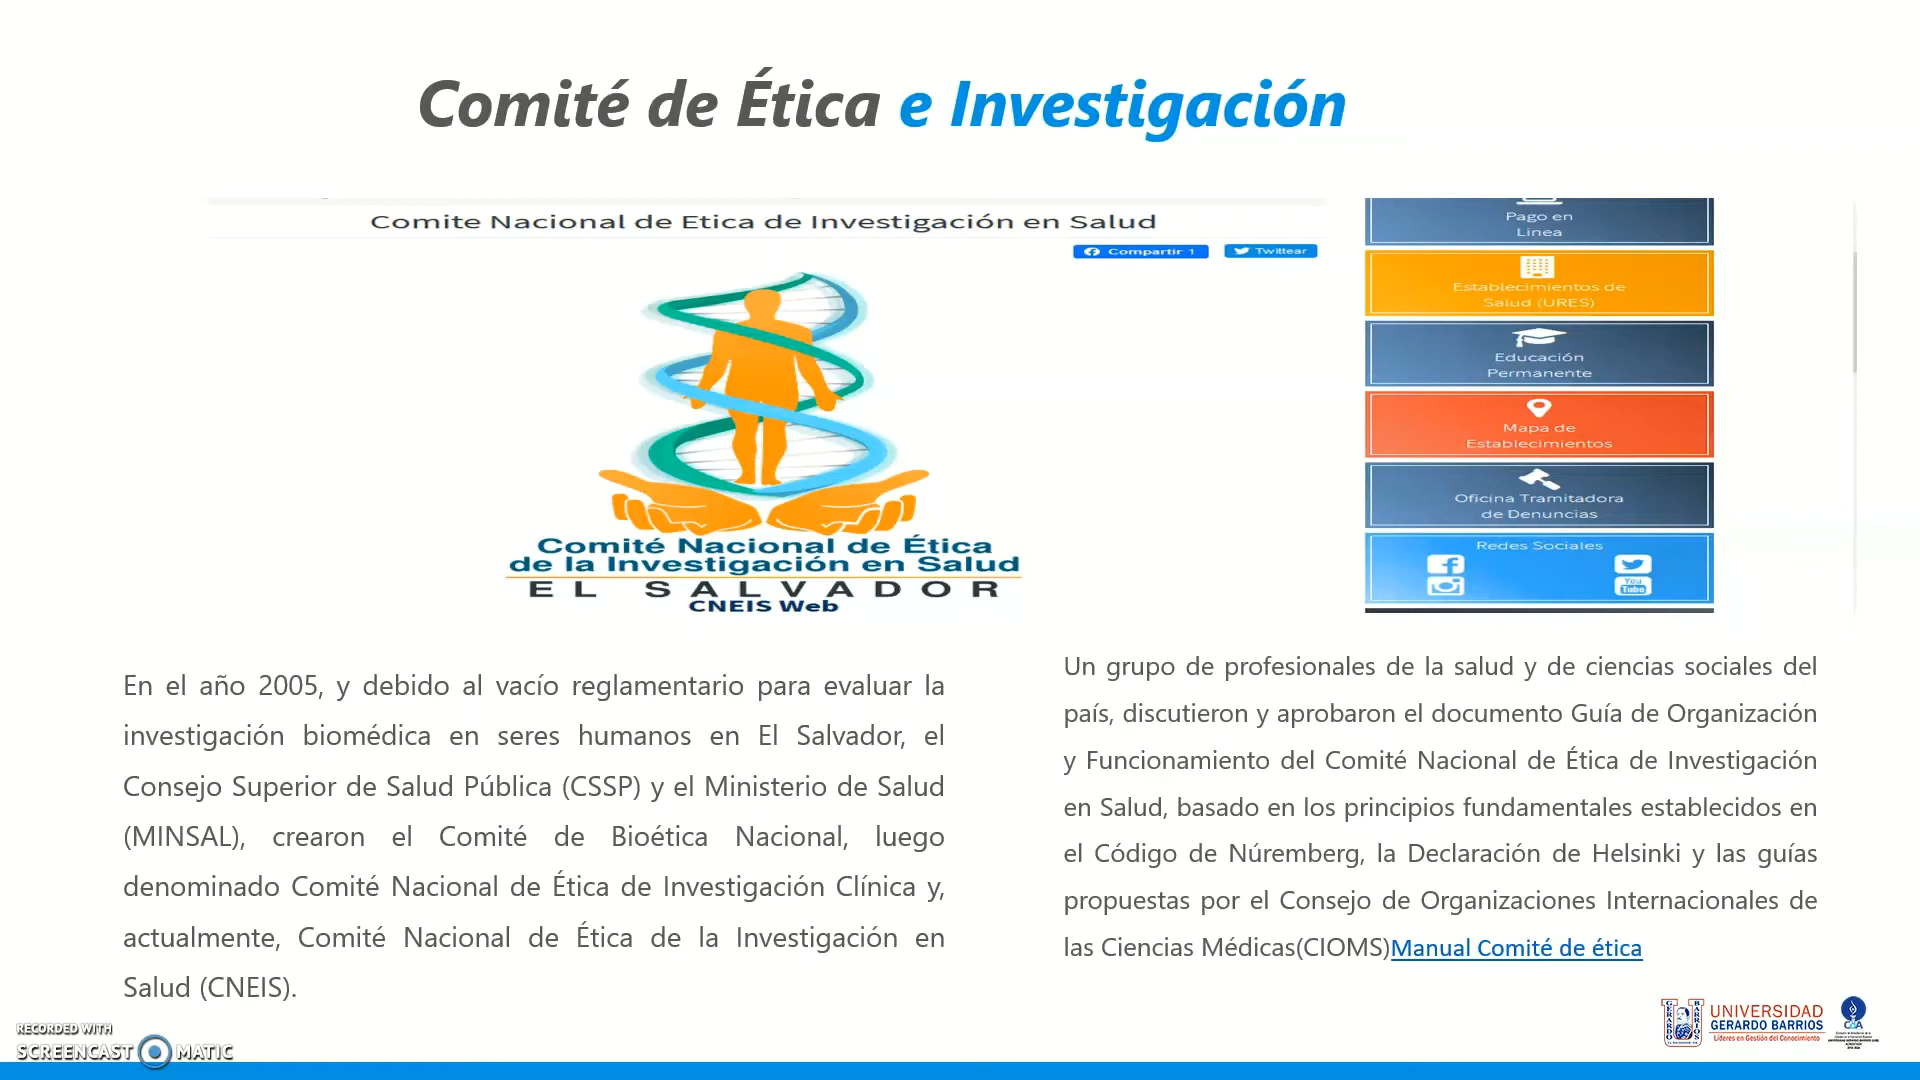 Comité de Ética e Investigación
Comite Nacional de Etica de Investigación en Salud
Compartir 1
Twittear
Comité Nacional de Ética
de la Investigación en Salud
EL SALVADOR
CNEIS Web
Pago en
Linea
Establecimientos de
Salud (URES)
Educación
Permanente
Mapa de
Establecimientos
Oficina Tramitadora
de Denuncias
Redes Sociales
You
Tube
En el año 2005, y debido al vacío reglamentario para evaluar la
investigación biomédica en seres humanos en El Salvador, el
Consejo Superior de Salud Pública (CSSP) y el Ministerio de Salud
(MINSAL), crearon el Comité de Bioética Nacional, luego
denominado Comité Nacional de Ética de Investigación Clínica y,
actualmente, Comité Nacional de Ética de la Investigación en
Salud (CNEIS).
Un grupo de profesionales de la salud y de ciencias sociales del
país, discutieron y aprobaron el documento Guía de Organización
y Funcionamiento del Comité Nacional de Ética de Investigación
en Salud, basado en los principios fundamentales establecidos en
el Código de Núremberg, la Declaración de Helsinki y las guías
propuestas por el Consejo de Organizaciones Internacionales de
las Ciencias Médicas(CIOMS)Manual Comité de ética
GERARDO
BARRIOS
UNIVERSIDAD
GERARDO BARRIOS
Líderes en Gestión del Conocimiento
CdA
RECORDED WITH
SCREENCAST MATIC